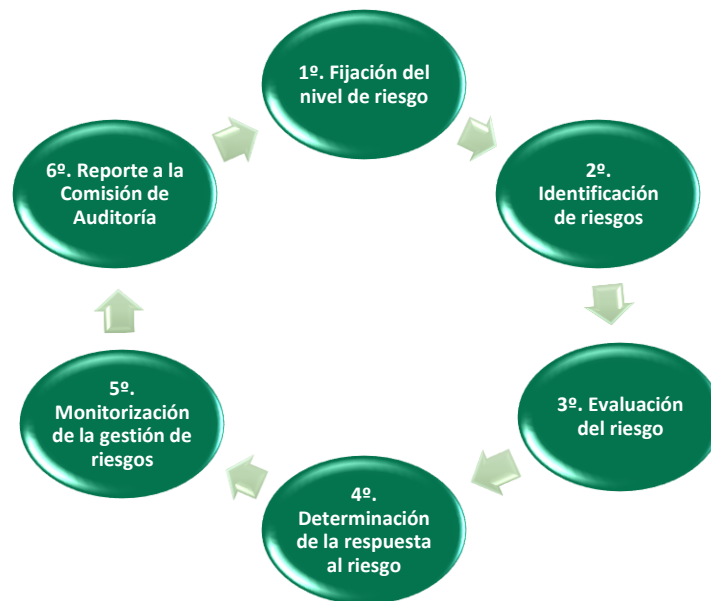 1º. Fijación del
nivel de riesgo
2º.
Identificación
de riesgos
3º. Evaluación
del riesgo
4º.
Determinación
de la respuesta
al riesgo
5º.
Monitorización
de la gestión de
riesgos
6º. Reporte a la
Comisión de
Auditoría